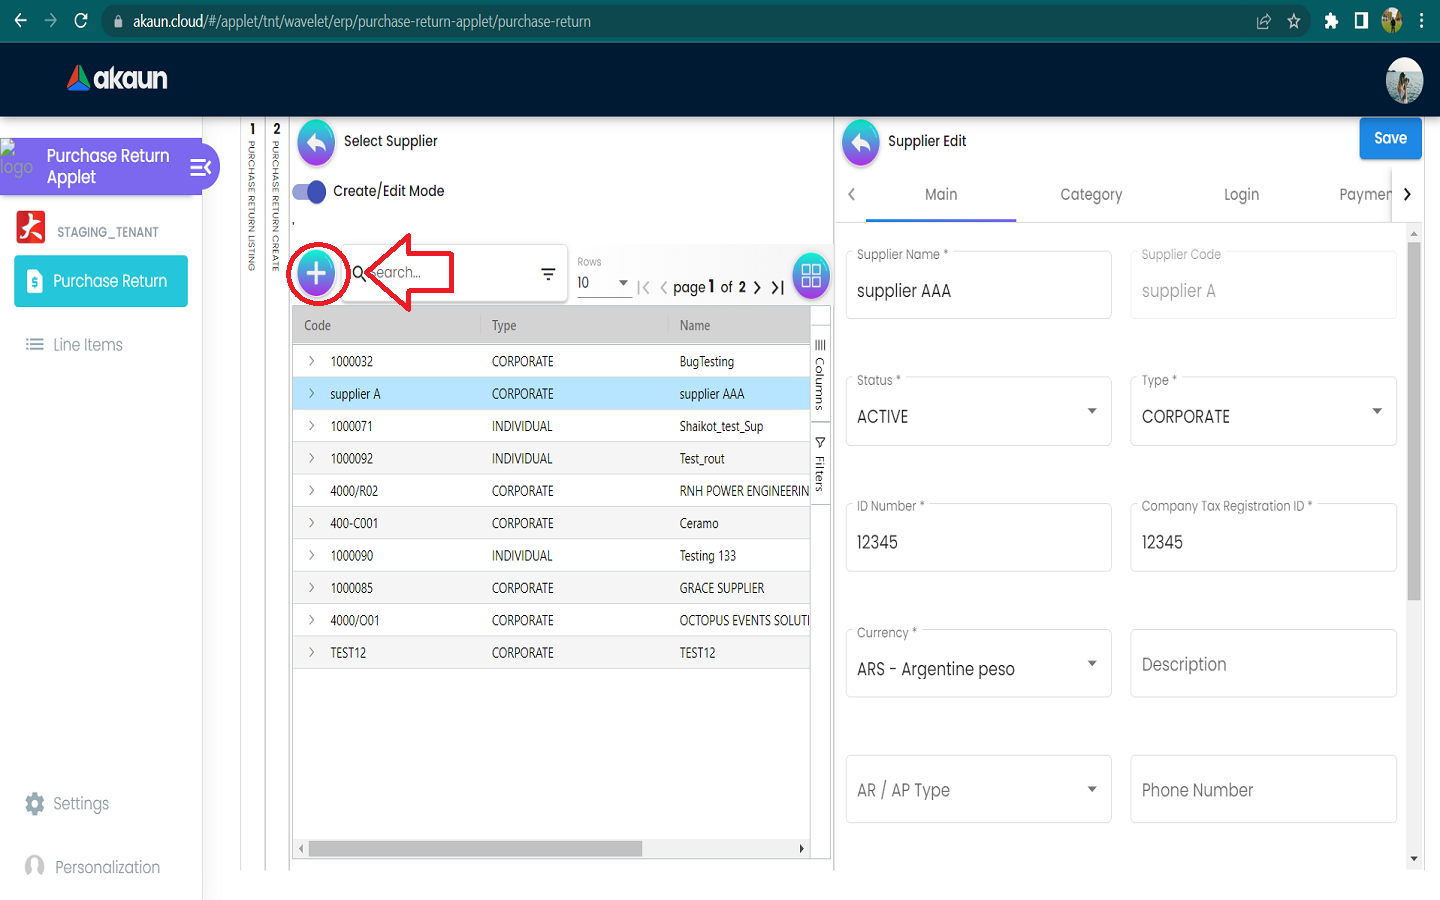 akaun.cloud/#/applet/tnt/wavelet/erp/purchase-return-applet/purchase-return
akaun
logo
Purchase Return
Applet
STAGING_TENANT
Purchase Return
Line Items
Settings
Personalization
1 PURCHASE RETURN LISTING
2 PURCHASE RETURN CREATE
Select Supplier
Create/Edit Mode
Search...
Rows
10
page 1 of 2
Code Type Name
1000032 CORPORATE BugTesting
supplier A CORPORATE supplier AAA
1000071 INDIVIDUAL Shaikot_test_Sup
1000092 INDIVIDUAL Test_rout
4000/R02 CORPORATE RNH POWER ENGINEERIN
400-C001 CORPORATE Ceramo
1000090 INDIVIDUAL Testing 133
1000085 CORPORATE GRACE SUPPLIER
4000/O01 CORPORATE OCTOPUS EVENTS SOLUTI
TEST12 CORPORATE TEST12
Columns
Filters
Supplier Edit
Save
Main Category Login Paymen
Supplier Name *
supplier AAA
Supplier Code
supplier A
Status *
ACTIVE
Type *
CORPORATE
ID Number *
12345
Company Tax Registration ID *
12345
Currency *
ARS - Argentine peso
Description
AR / AP Type
Phone Number